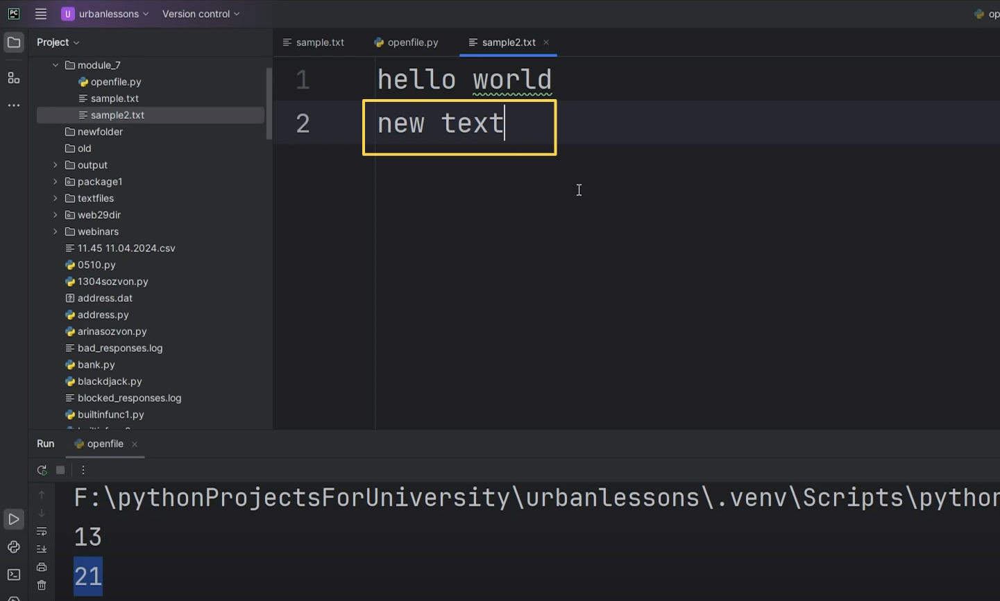 PC U urbanlessons Version control op
Project sample.txt openfile.py sample2.txt
module_7
openfile.py
sample.txt
sample2.txt
newfolder
old
output
package1
textfiles
web29dir
webinars
11.45 11.04.2024.csv
0510.py
1304sozvon.py
address.dat
address.py
arinasozvon.py
bad_responses.log
bank.py
blackdjack.py
blocked_responses.log
builtinfunc1.py
1 hello world
2 new text
Run openfile
F:\pythonProjectsForUniversity\urbanlessons\.venv\Scripts\python
13
21